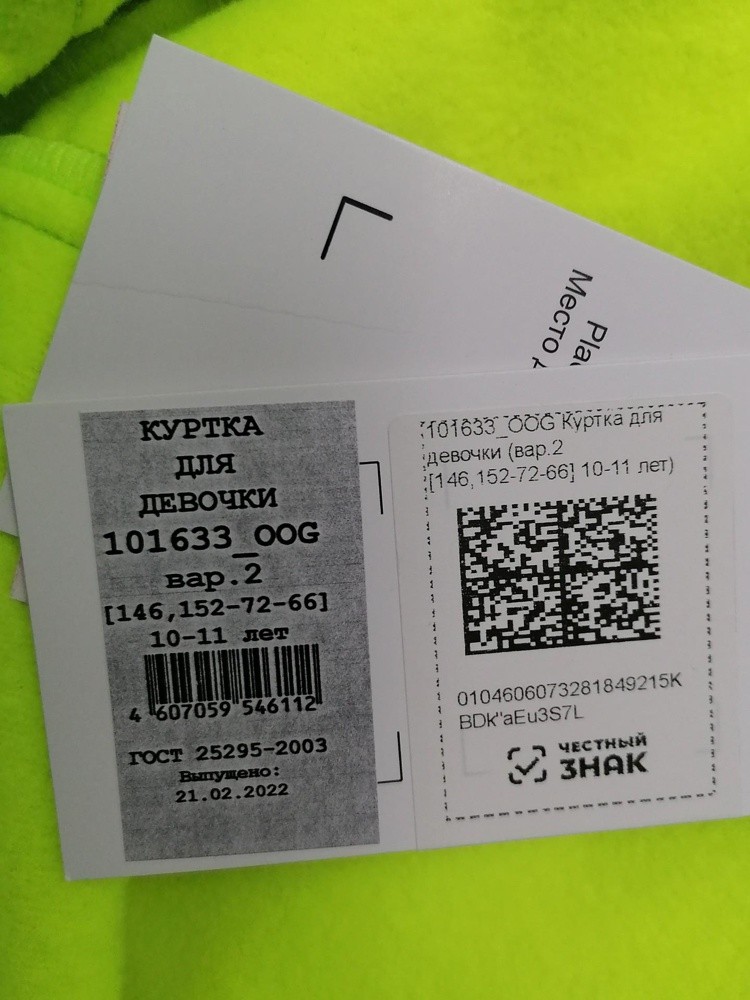 Место
КУРТКА
ДЛЯ
ДЕВОЧКИ
101633_OOG
вар.2
[146,152-72-66]
10-11 лет
4 607059 546112
ГОСТ 25295-2003
Выпущено:
21.02.2022
101633_OOG Куртка для
девочки (вар.2
[146,152-72-66] 10-11 лет)
0104606073281849215K
BDk"aEu3S7L
ЧЕСТНЫЙ
ЗНАК